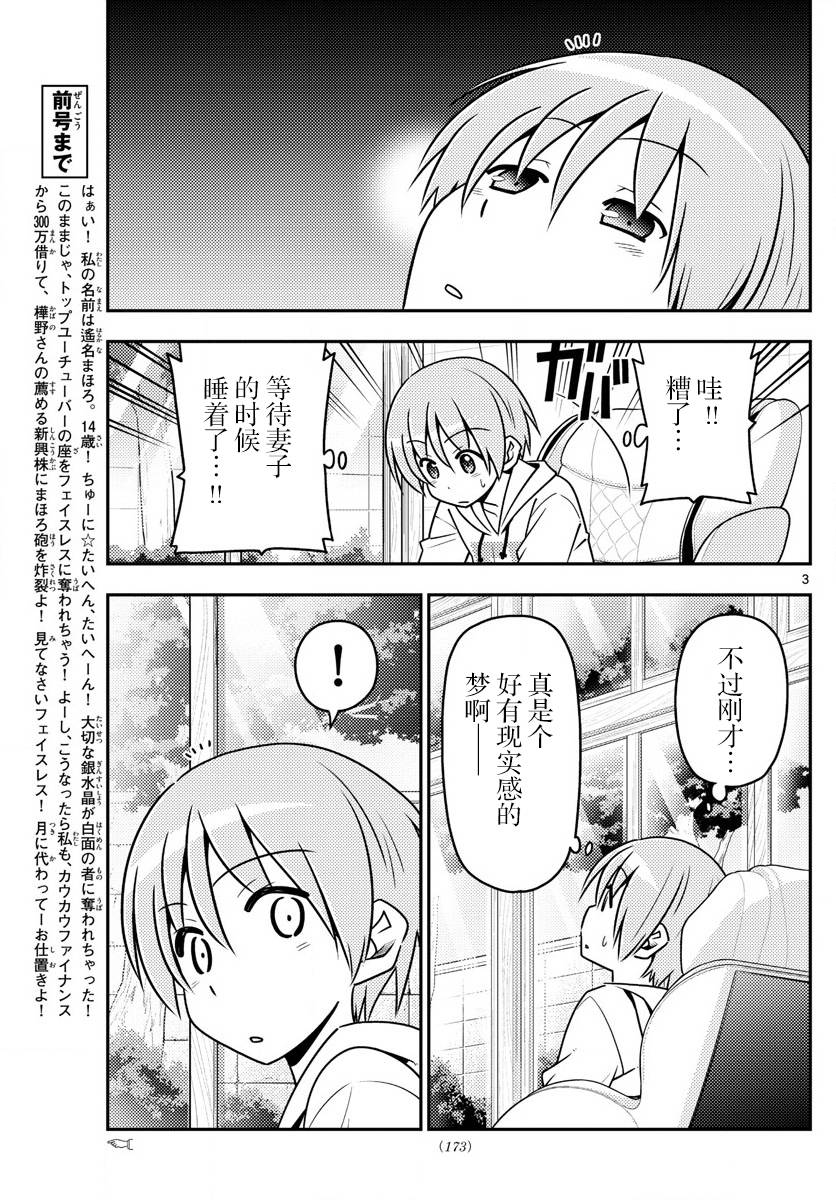 哇!!
糟了…
ガバッ
等待妻子
的时候
睡着了…!!
3
不过刚才…
真是个
好有现实感的
梦啊——
！
前号まで
ぜんごう
はぁい！ 私の名前は遙名まほろ。 14歳！ ちゅーに☆たいへん、たいへーん！ 大切な銀水晶が白面の者に奪われちゃった！
このままじゃ、トップユーチューバーの座をフェイスレスに奪われちゃう！ よーし、こうなったら私も、カウカウファイナンス
から300万借りて、樺野さんの薦める新興株にまほろ砲を炸裂よ！ 見てなさいフェイスレス！ 月に代わってーお仕置きよ！
(173)